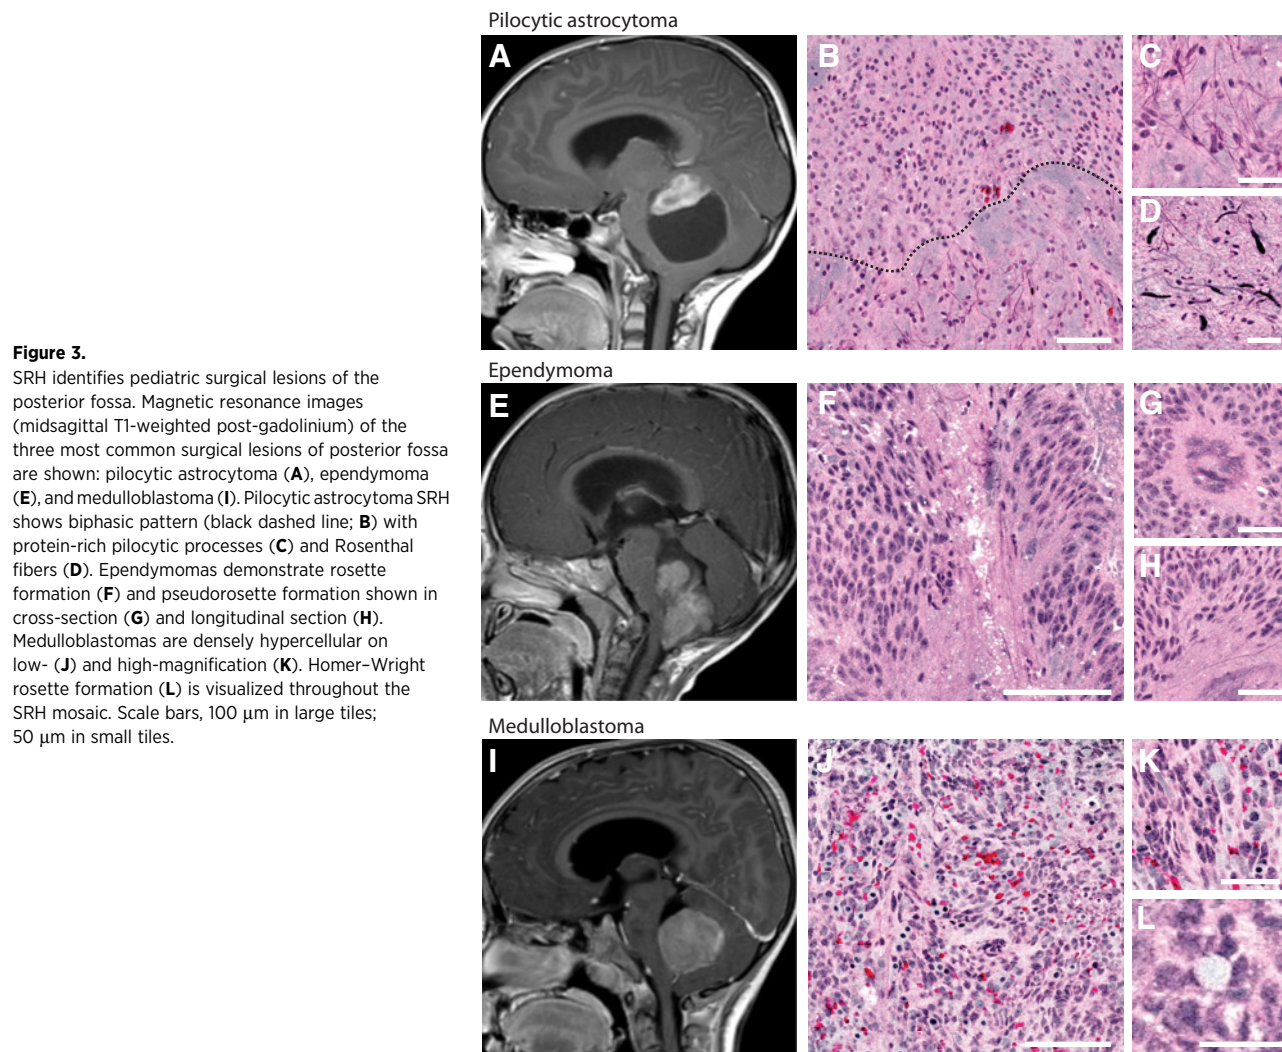 Figure 3.
SRH identifies pediatric surgical lesions of the
posterior fossa. Magnetic resonance images
(midsagittal T1-weighted post-gadolinium) of the
three most common surgical lesions of posterior fossa
are shown: pilocytic astrocytoma (A), ependymoma
(E), and medulloblastoma (I). Pilocytic astrocytoma SRH
shows biphasic pattern (black dashed line; B) with
protein-rich pilocytic processes (C) and Rosenthal
fibers (D). Ependymomas demonstrate rosette
formation (F) and pseudorosette formation shown in
cross-section (G) and longitudinal section (H).
Medulloblastomas are densely hypercellular on
low- (J) and high-magnification (K). Homer–Wright
rosette formation (L) is visualized throughout the
SRH mosaic. Scale bars, 100 μm in large tiles;
50 μm in small tiles.
Pilocytic astrocytoma
A
B
C
D
Ependymoma
E
F
G
H
Medulloblastoma
I
J
K
L